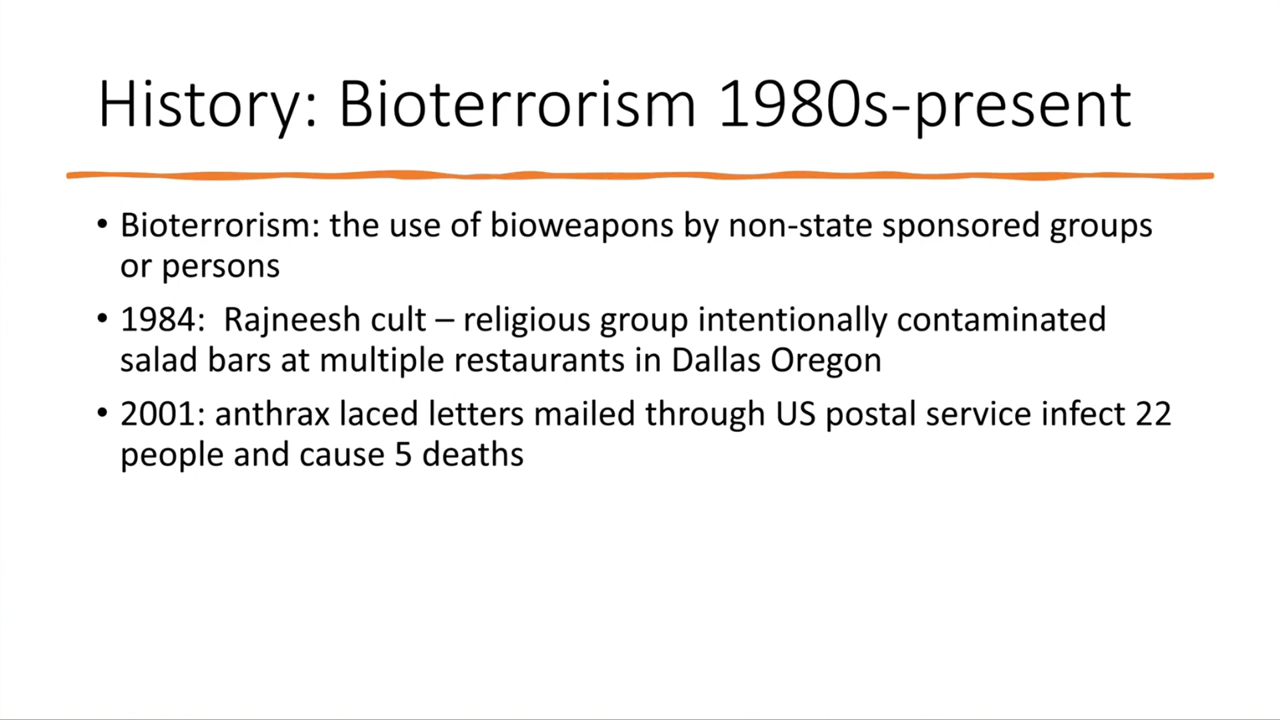 History: Bioterrorism 1980s-present
• Bioterrorism: the use of bioweapons by non-state sponsored groups
or persons
• 1984:  Rajneesh cult – religious group intentionally contaminated
salad bars at multiple restaurants in Dallas Oregon
• 2001: anthrax laced letters mailed through US postal service infect 22
people and cause 5 deaths